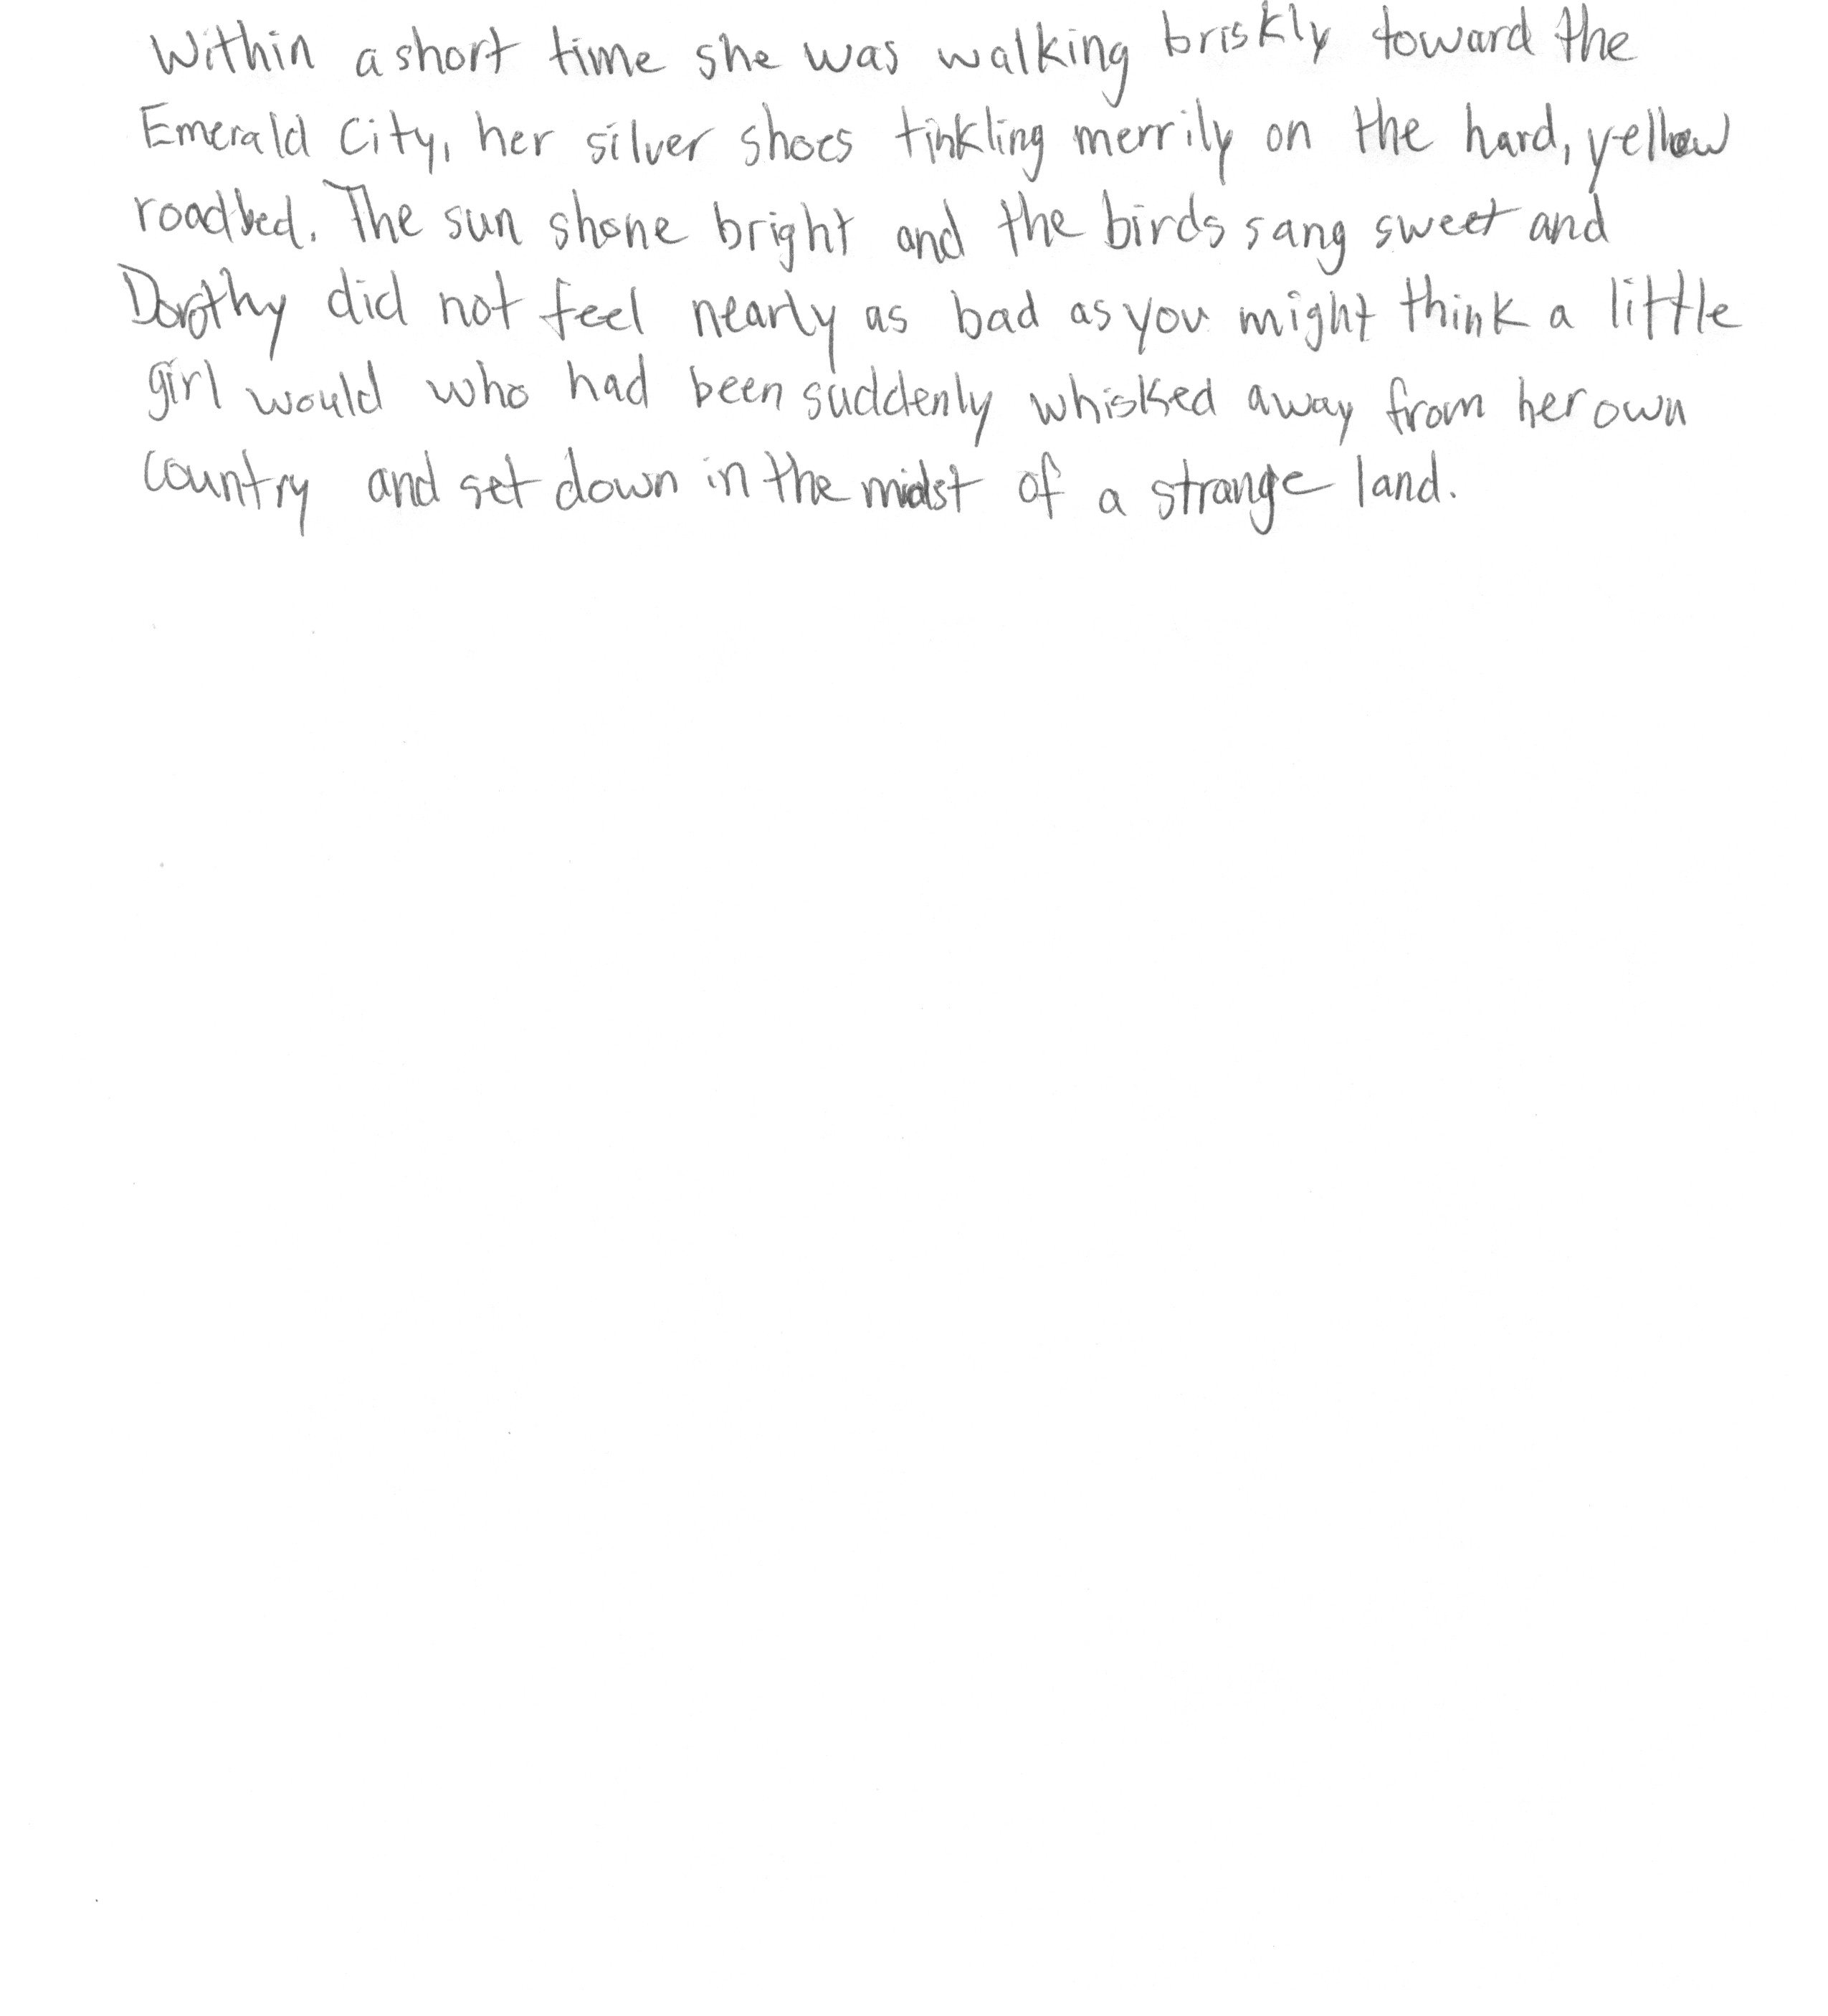 Within a short time she was walking briskly toward the
Emerald City, her silver shoes tinkling merrily on the hard, yellow
roadbed. The sun shone bright and the birds sang sweet and
Dorothy did not feel nearly as bad as you might think a little
girl would who had been suddenly whisked away from her own
country and set down in the midst of a strange land.